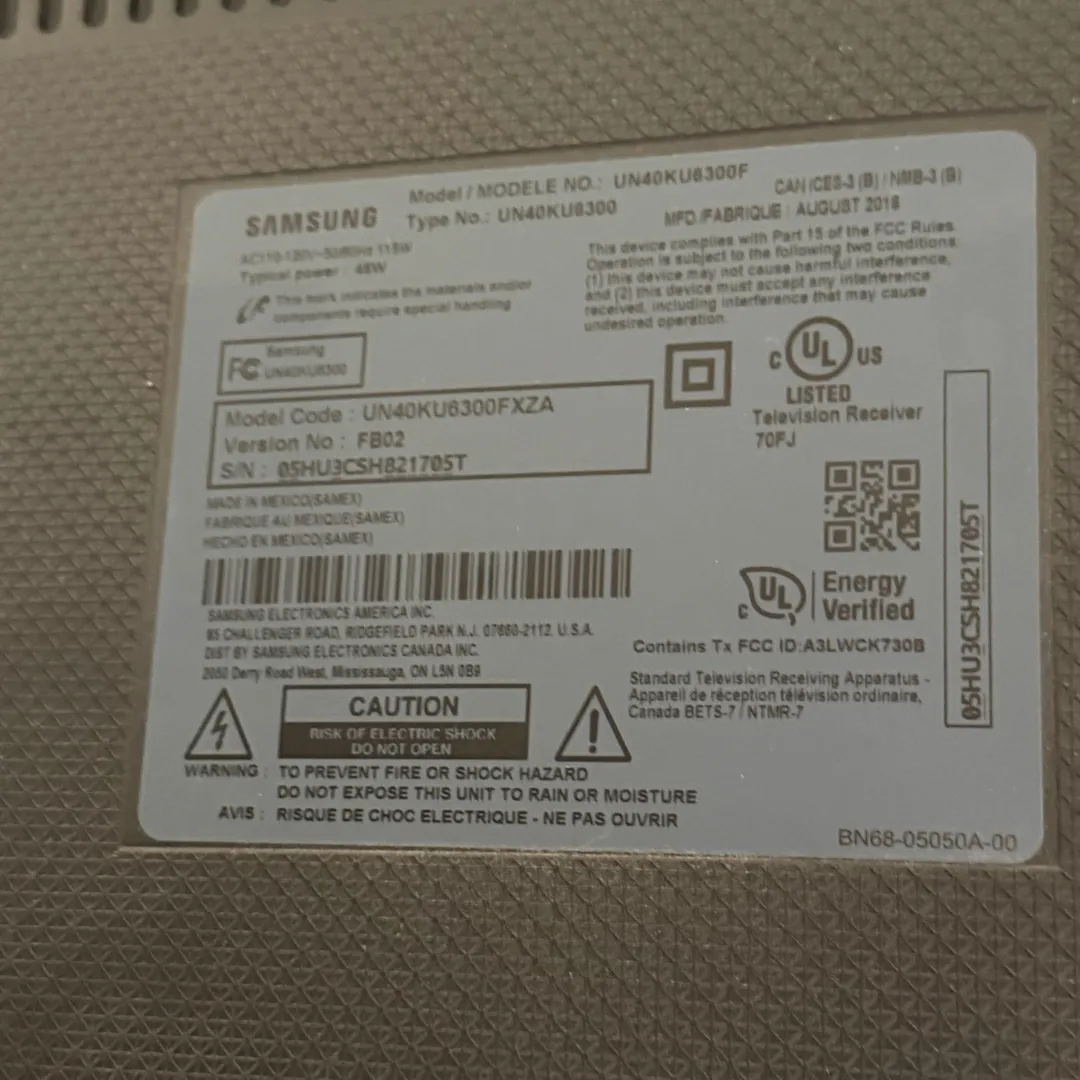 SAMSUNG
Model / MODELE NO.: UN40KU6300F
Type No.: UN40KU6300
CAN ICES-3 (B) / NMB-3 (B)
MFD /FABRIQUE : AUGUST 2016
AC110-120V~50/60Hz 115W
Typical power : 48W
This mark indicates the materials and/or
components require special handling
This device complies with Part 15 of the FCC Rules
Operation is subject to the following two conditions:
(1) this device may not cause harmful interference,
and (2) this device must accept any interference
received, including interference that may cause
undesired operation.
FC
Samsung
UN40KU6300
C UL US
LISTED
Television Receiver
70FJ
Model Code : UN40KU6300FXZA
Version No : FB02
S/N : 05HU3CSH821705T
MADE IN MEXICO(SAMEX)
FABRIQUE AU MEXIQUE(SAMEX)
HECHO EN MEXICO(SAMEX)
SAMSUNG ELECTRONICS AMERICA INC.
85 CHALLENGER ROAD, RIDGEFIELD PARK N.J. 07660-2112. U.S.A.
DIST BY SAMSUNG ELECTRONICS CANADA INC.
2050 Derry Road West, Mississauga, ON L5N 0B9
C UL Energy
Verified
Contains Tx FCC ID:A3LWCK730B
Standard Television Receiving Apparatus -
Appareil de réception télévision ordinaire,
Canada BETS-7 / NTMR-7
05HU3CSH821705T
CAUTION
RISK OF ELECTRIC SHOCK
DO NOT OPEN
WARNING : TO PREVENT FIRE OR SHOCK HAZARD
DO NOT EXPOSE THIS UNIT TO RAIN OR MOISTURE
AVIS : RISQUE DE CHOC ELECTRIQUE - NE PAS OUVRIR
BN68-05050A-00